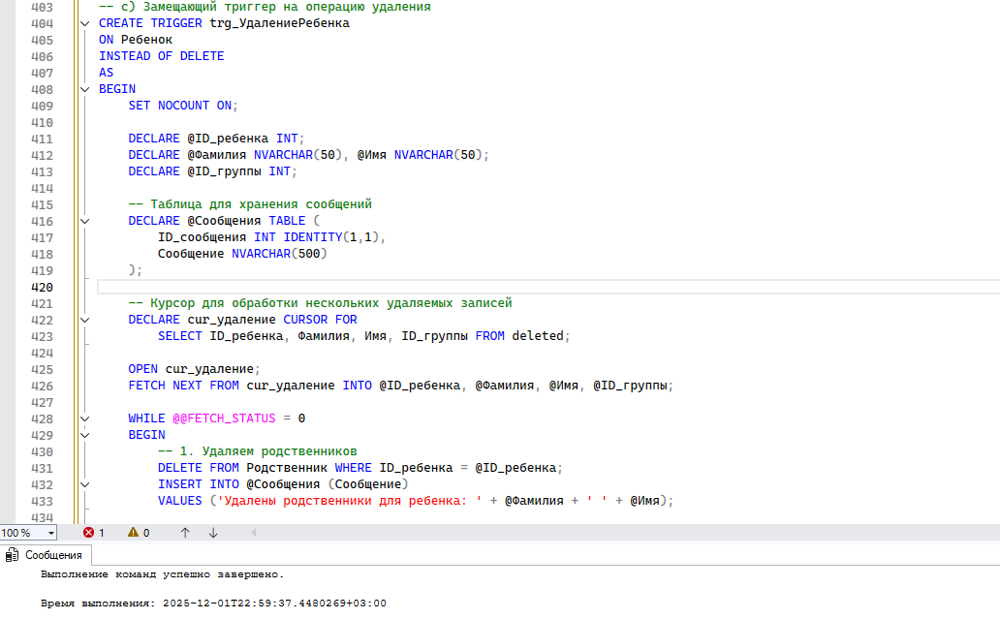 403 -- c) Замещающий триггер на операцию удаления
404 CREATE TRIGGER trg_УдалениеРебенка
405 ON Ребенок
406 INSTEAD OF DELETE
407 AS
408 BEGIN
409 SET NOCOUNT ON;
410
411 DECLARE @ID_ребенка INT;
412 DECLARE @Фамилия NVARCHAR(50), @Имя NVARCHAR(50);
413 DECLARE @ID_группы INT;
414
415 -- Таблица для хранения сообщений
416 DECLARE @Сообщения TABLE (
417 ID_сообщения INT IDENTITY(1,1),
418 Сообщение NVARCHAR(500)
419 );
420
421 -- Курсор для обработки нескольких удаляемых записей
422 DECLARE cur_удаление CURSOR FOR
423 SELECT ID_ребенка, Фамилия, Имя, ID_группы FROM deleted;
424
425 OPEN cur_удаление;
426 FETCH NEXT FROM cur_удаление INTO @ID_ребенка, @Фамилия, @Имя, @ID_группы;
427
428 WHILE @@FETCH_STATUS = 0
429 BEGIN
430 -- 1. Удаляем родственников
431 DELETE FROM Родственник WHERE ID_ребенка = @ID_ребенка;
432 INSERT INTO @Сообщения (Сообщение)
433 VALUES ('Удалены родственники для ребенка: ' + @Фамилия + ' ' + @Имя);
434
100 % 1 0
Сообщения
Выполнение команд успешно завершено.
Время выполнения: 2025-12-01T22:59:37.4480269+03:00